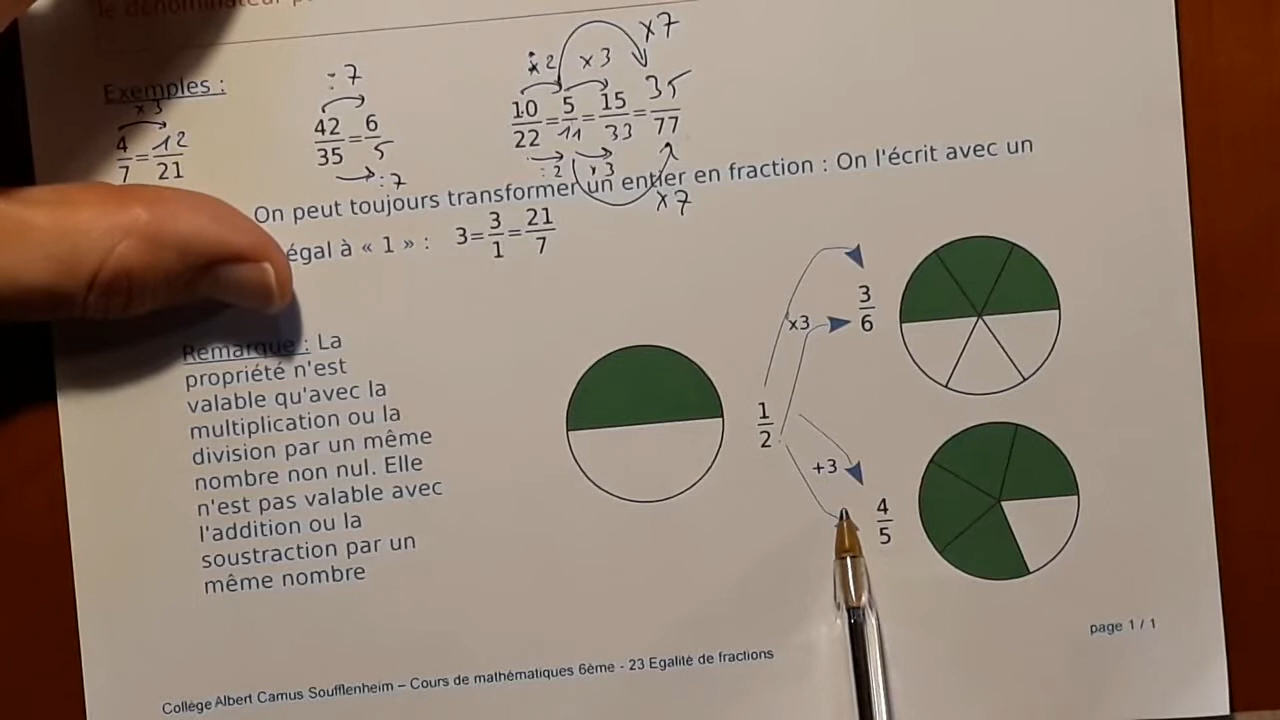 le dénominateur
Exemples :
x 3
4/7 = 12/21
: 7
42/35 = 6/5
: 7
: 2 x 3 x 7
10/22 = 5/11 = 15/33 = 35/77
: 2 x 3 x 7
On peut toujours transformer un entier en fraction : On l'écrit avec un
égal à « 1 » : 3 = 3/1 = 21/7
Remarque : La
propriété n'est
valable qu'avec la
multiplication ou la
division par un même
nombre non nul. Elle
n'est pas valable avec
l'addition ou la
soustraction par un
même nombre
x3
3/6
1/2
+3
4/5
page 1 / 1
Collège Albert Camus Soufflenheim – Cours de mathématiques 6ème - 23 Egalité de fractions